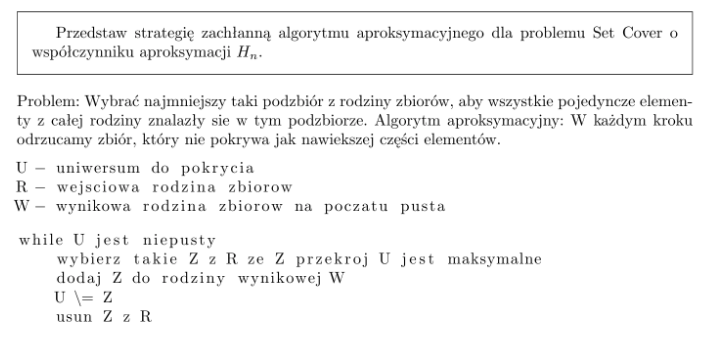 Przedstaw strategię zachłanną algorytmu aproksymacyjnego dla problemu Set Cover o
współczynniku aproksymacji Hₙ.
Problem: Wybrać najmniejszy taki podzbiór z rodziny zbiorów, aby wszystkie pojedyncze elemen-
ty z całej rodziny znalazły sie w tym podzbiorze. Algorytm aproksymacyjny: W każdym kroku
odrzucamy zbiór, który nie pokrywa jak nawiekszej części elementów.
U – uniwersum do pokrycia
R – wejsciowa rodzina zbiorow
W – wynikowa rodzina zbiorow na poczatu pusta
while U jest niepusty
wybierz takie Z z R ze Z przekroj U jest maksymalne
dodaj Z do rodziny wynikowej W
U \= Z
usun Z z R